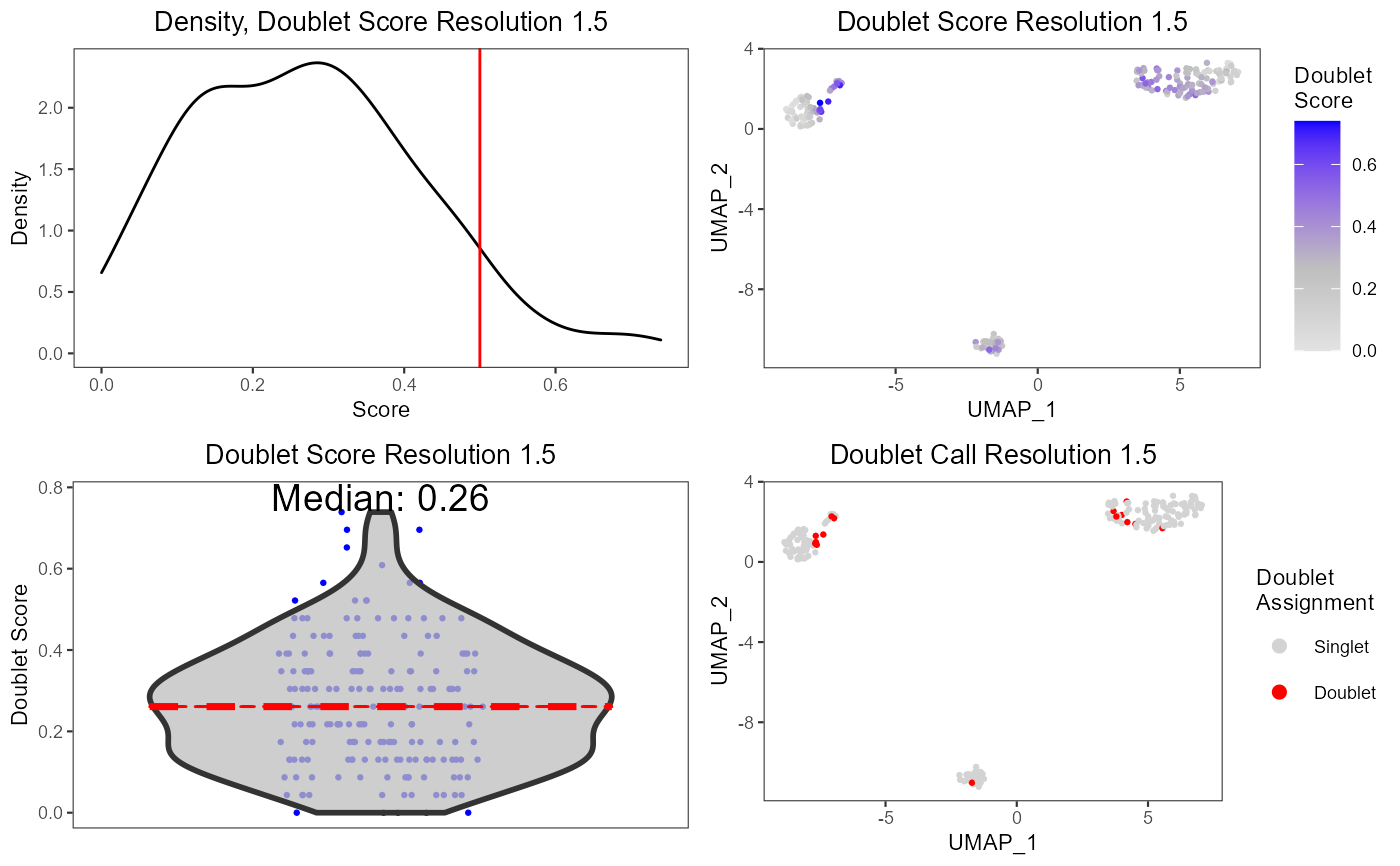 Density, Doublet Score Resolution 1.5
Density
2.0
1.5
1.0
0.5
0.0
0.0 0.2 0.4 0.6
Score
Doublet Score Resolution 1.5
UMAP_2
4
0
-4
-8
-5 0 5
UMAP_1
Doublet
Score
0.6
0.4
0.2
0.0
Doublet Score Resolution 1.5
Median: 0.26
Doublet Score
0.8
0.6
0.4
0.2
0.0
Doublet Call Resolution 1.5
UMAP_2
4
0
-4
-8
-5 0 5
UMAP_1
Doublet
Assignment
Singlet
Doublet